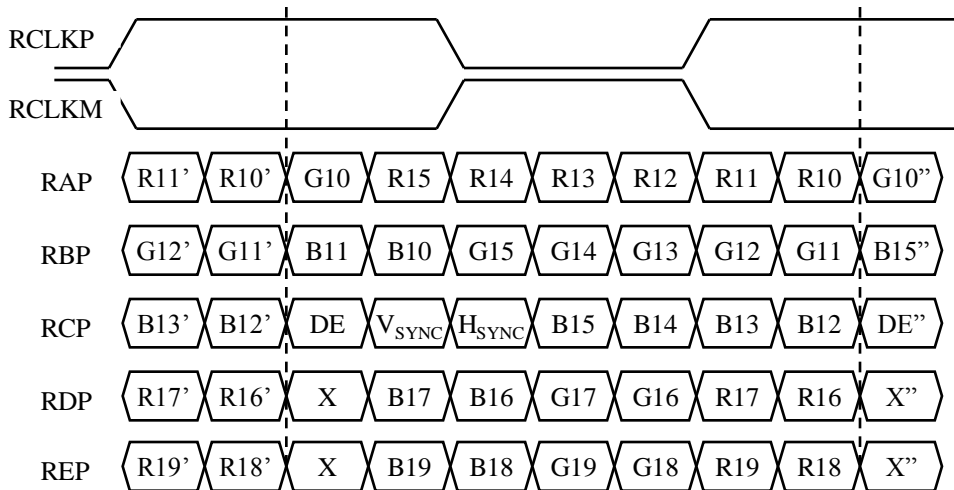 RCLKP
RCLKM
RAP R11’ R10’ G10 R15 R14 R13 R12 R11 R10 G10”
RBP G12’ G11’ B11 B10 G15 G14 G13 G12 G11 B15”
RCP B13’ B12’ DE VSYNC HSYNC B15 B14 B13 B12 DE”
RDP R17’ R16’ X B17 B16 G17 G16 R17 R16 X”
REP R19’ R18’ X B19 B18 G19 G18 R19 R18 X”